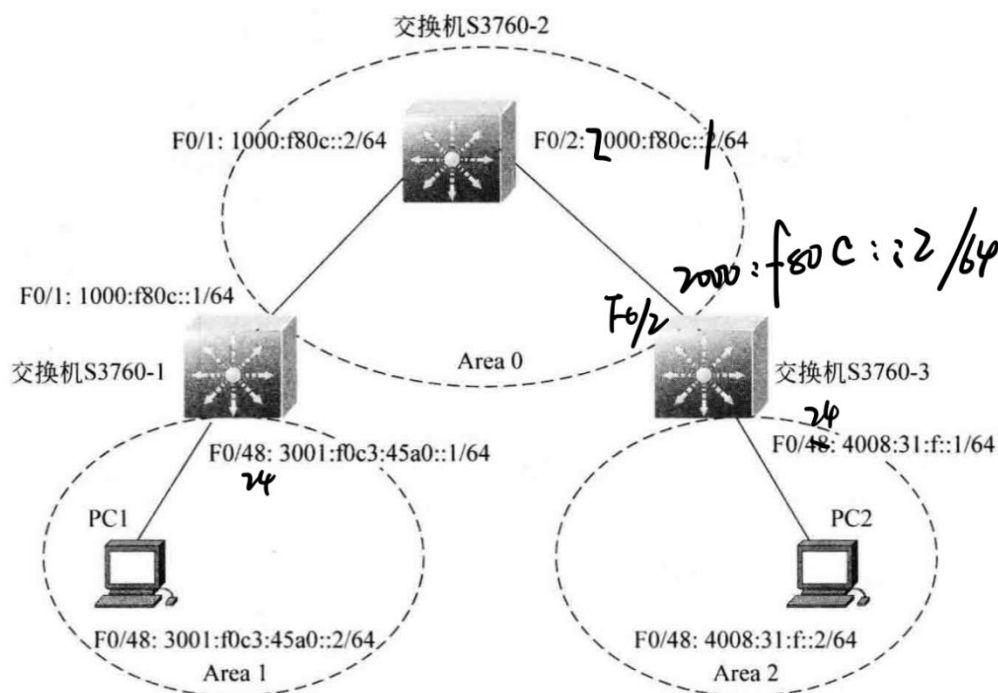 交换机S3760-2
F0/1: 1000:f80c::2/64
F0/2: 2000:f80c::1/64
2000:f80c::2/64
F0/1: 1000:f80c::1/64
F0/2
Area 0
交换机S3760-1
交换机S3760-3
24
F0/48: 3001:f0c3:45a0::1/64
F0/48: 4008:31:f::1/64
24
PC1
PC2
F0/48: 3001:f0c3:45a0::2/64
F0/48: 4008:31:f::2/64
Area 1
Area 2